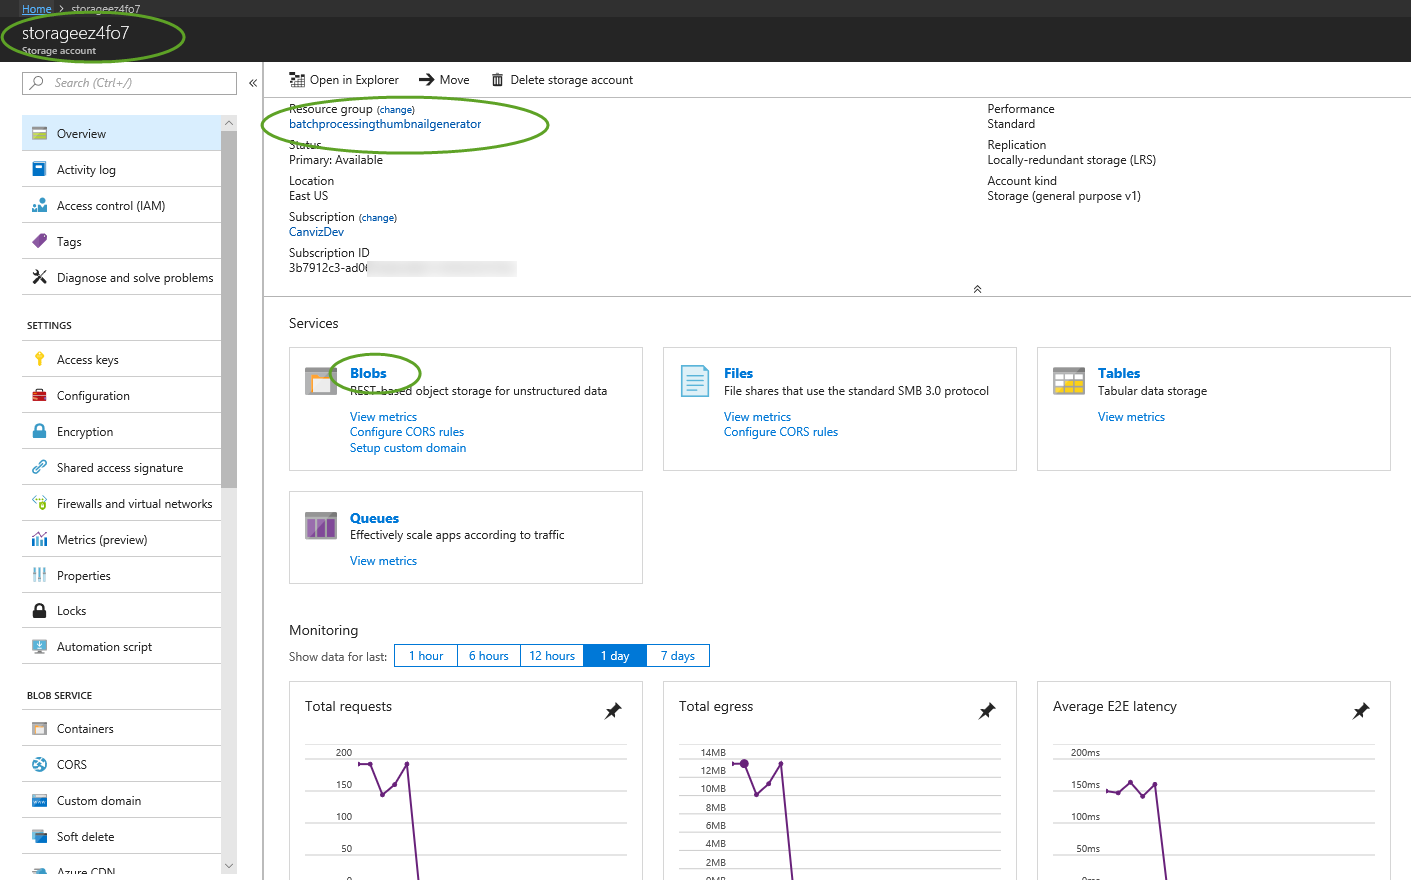 Home > storageez4fo7
storageez4fo7
Storage account
Search (Ctrl+/)
Overview
Activity log
Access control (IAM)
Tags
Diagnose and solve problems
SETTINGS
Access keys
Configuration
Encryption
Shared access signature
Firewalls and virtual networks
Metrics (preview)
Properties
Locks
Automation script
BLOB SERVICE
Containers
CORS
Custom domain
Soft delete
Azure CDN
Open in Explorer Move Delete storage account
Resource group (change)
batchprocessingthumbnailgenerator
Status
Primary: Available
Location
East US
Subscription (change)
CanvizDev
Subscription ID
3b7912c3-ad06
Performance
Standard
Replication
Locally-redundant storage (LRS)
Account kind
Storage (general purpose v1)
Services
Blobs
REST-based object storage for unstructured data
View metrics
Configure CORS rules
Setup custom domain
Files
File shares that use the standard SMB 3.0 protocol
View metrics
Configure CORS rules
Tables
Tabular data storage
View metrics
Queues
Effectively scale apps according to traffic
View metrics
Monitoring
Show data for last: 1 hour 6 hours 12 hours 1 day 7 days
Total requests
200
150
100
50
0
Total egress
14MB
12MB
10MB
8MB
6MB
4MB
2MB
0MB
Average E2E latency
200ms
150ms
100ms
50ms
0ms